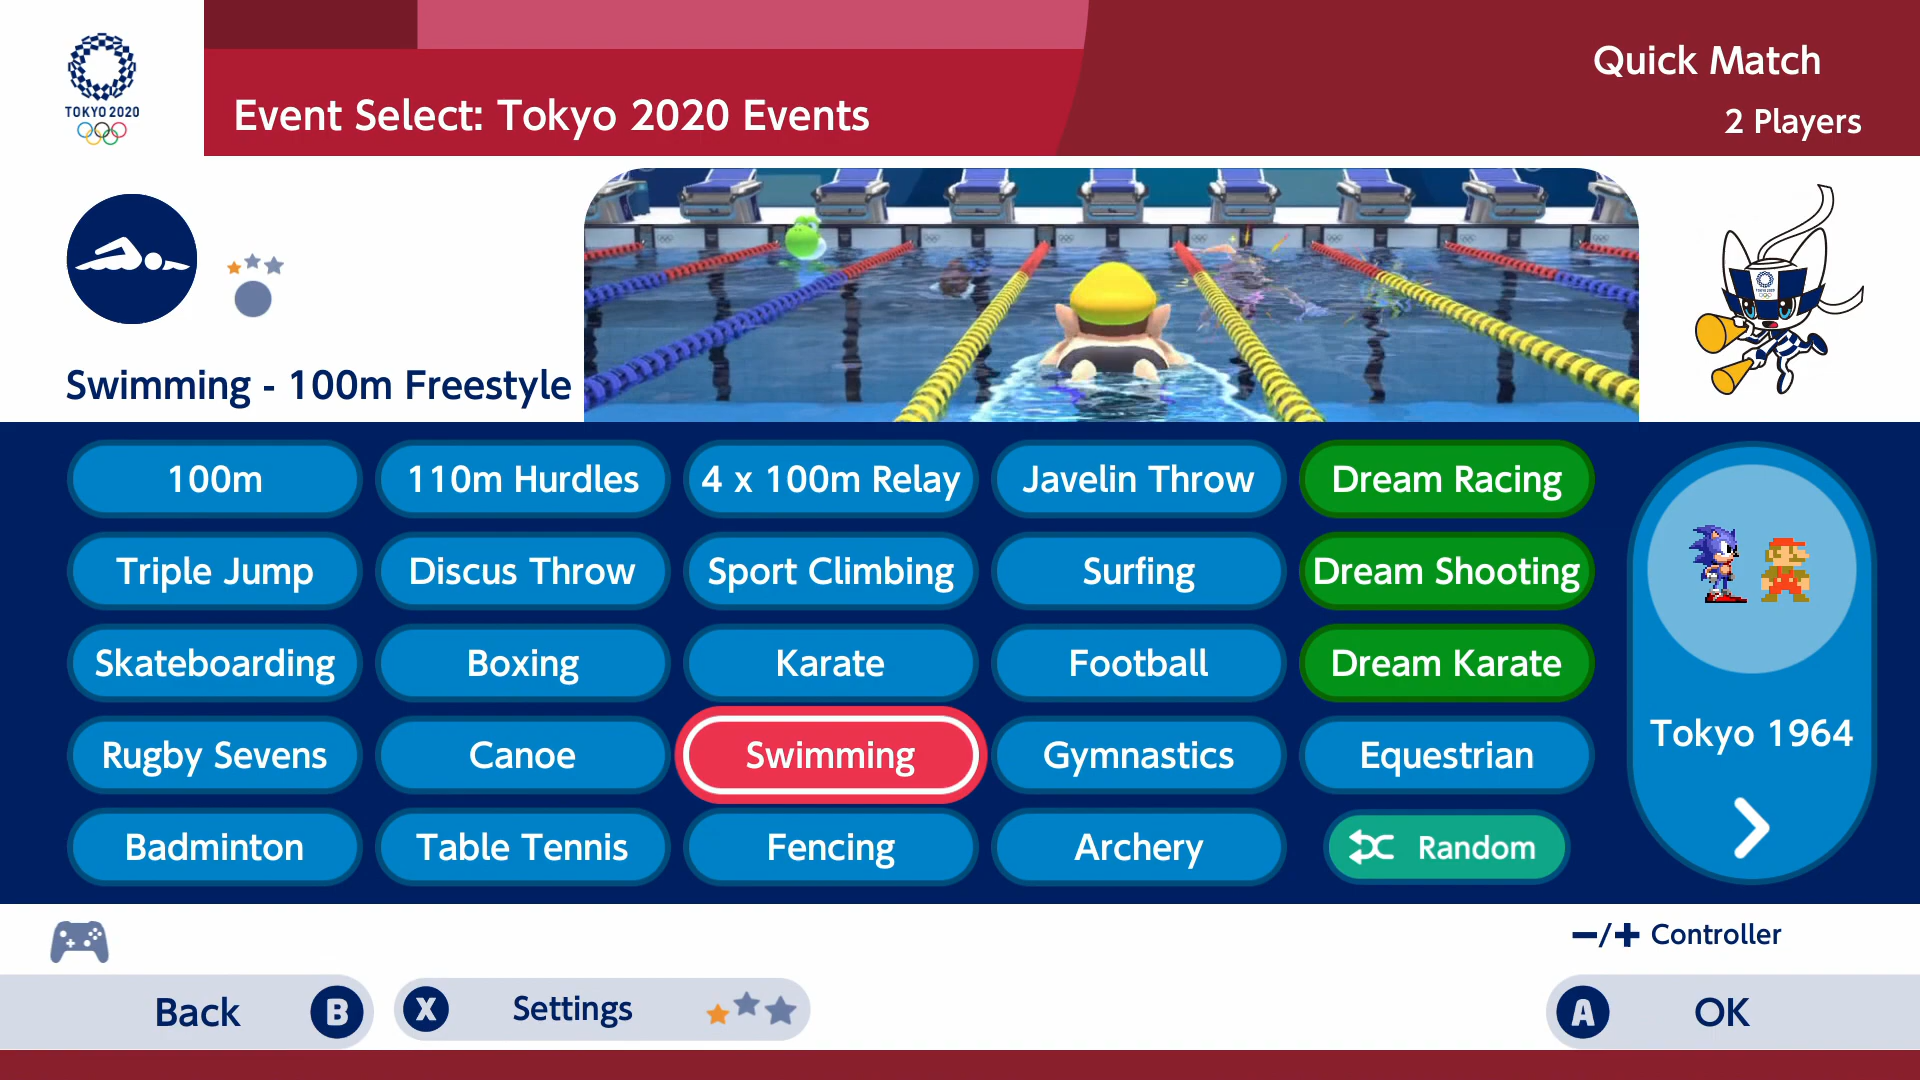 TOKYO 2020
Event Select: Tokyo 2020 Events
Quick Match
2 Players
Swimming - 100m Freestyle
100m
110m Hurdles
4 x 100m Relay
Javelin Throw
Dream Racing
Triple Jump
Discus Throw
Sport Climbing
Surfing
Dream Shooting
Skateboarding
Boxing
Karate
Football
Dream Karate
Rugby Sevens
Canoe
Swimming
Gymnastics
Equestrian
Badminton
Table Tennis
Fencing
Archery
Random
Tokyo 1964
−/+ Controller
Back B
X Settings
A OK